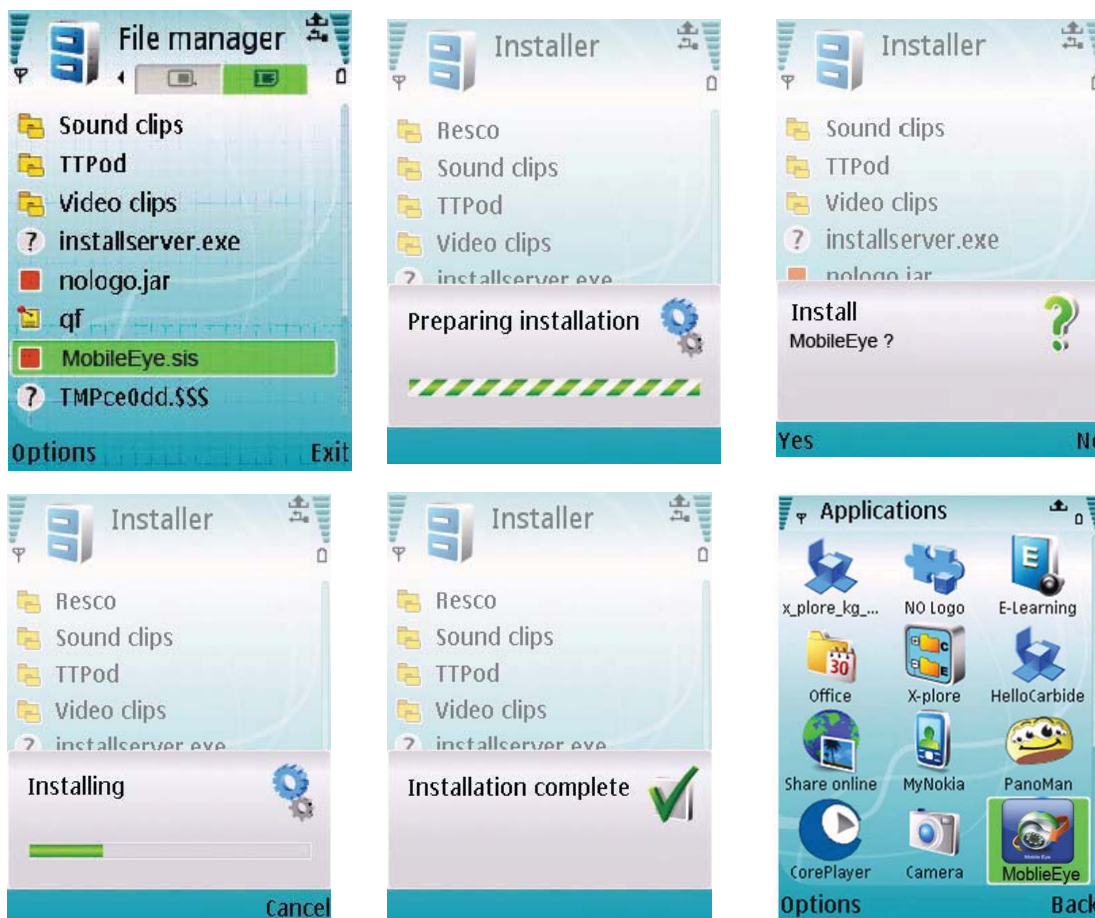 File manager
Sound clips
TTPod
Video clips
installserver.exe
nologo.jar
qf
MobileEye.sis
TMPce0dd.$$$
Options Exit
Installer
Resco
Sound clips
TTPod
Video clips
installserver.exe
Preparing installation
Installer
Sound clips
TTPod
Video clips
installserver.exe
nologo.jar
Install
MobileEye ?
Yes No
Installer
Resco
Sound clips
TTPod
Video clips
installserver.exe
Installing
Cancel
Installer
Resco
Sound clips
TTPod
Video clips
installserver.exe
Installation complete
Applications
x_plore_kg_... NO Logo E-Learning
Office X-plore HelloCarbide
Share online MyNokia PanoMan
CorePlayer Camera MoblieEye
Options Back